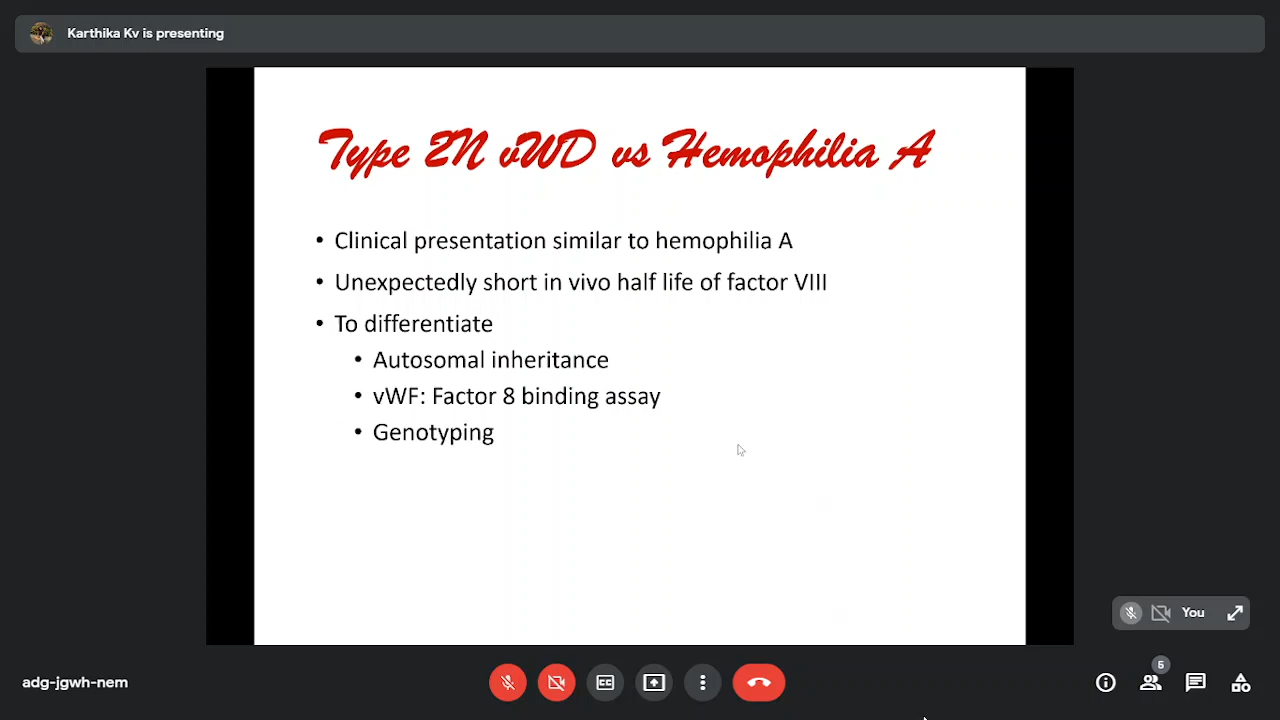 Karthika Kv is presenting
Type 2N vWD vs Hemophilia A
• Clinical presentation similar to hemophilia A
• Unexpectedly short in vivo half life of factor VIII
• To differentiate
• Autosomal inheritance
• vWF: Factor 8 binding assay
• Genotyping
You
adg-jgwh-nem
CC
5